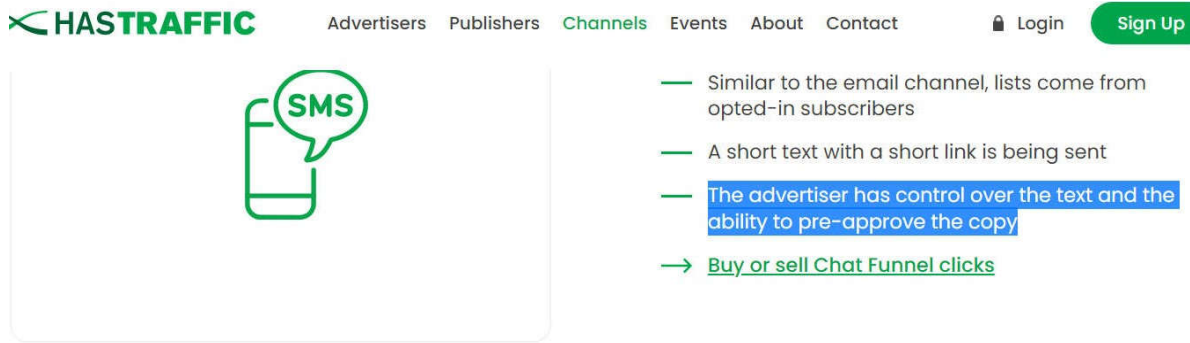 HASTRAFFIC
Advertisers Publishers Channels Events About Contact Login Sign Up
SMS
Similar to the email channel, lists come from
opted-in subscribers
A short text with a short link is being sent
The advertiser has control over the text and the
ability to pre-approve the copy
Buy or sell Chat Funnel clicks